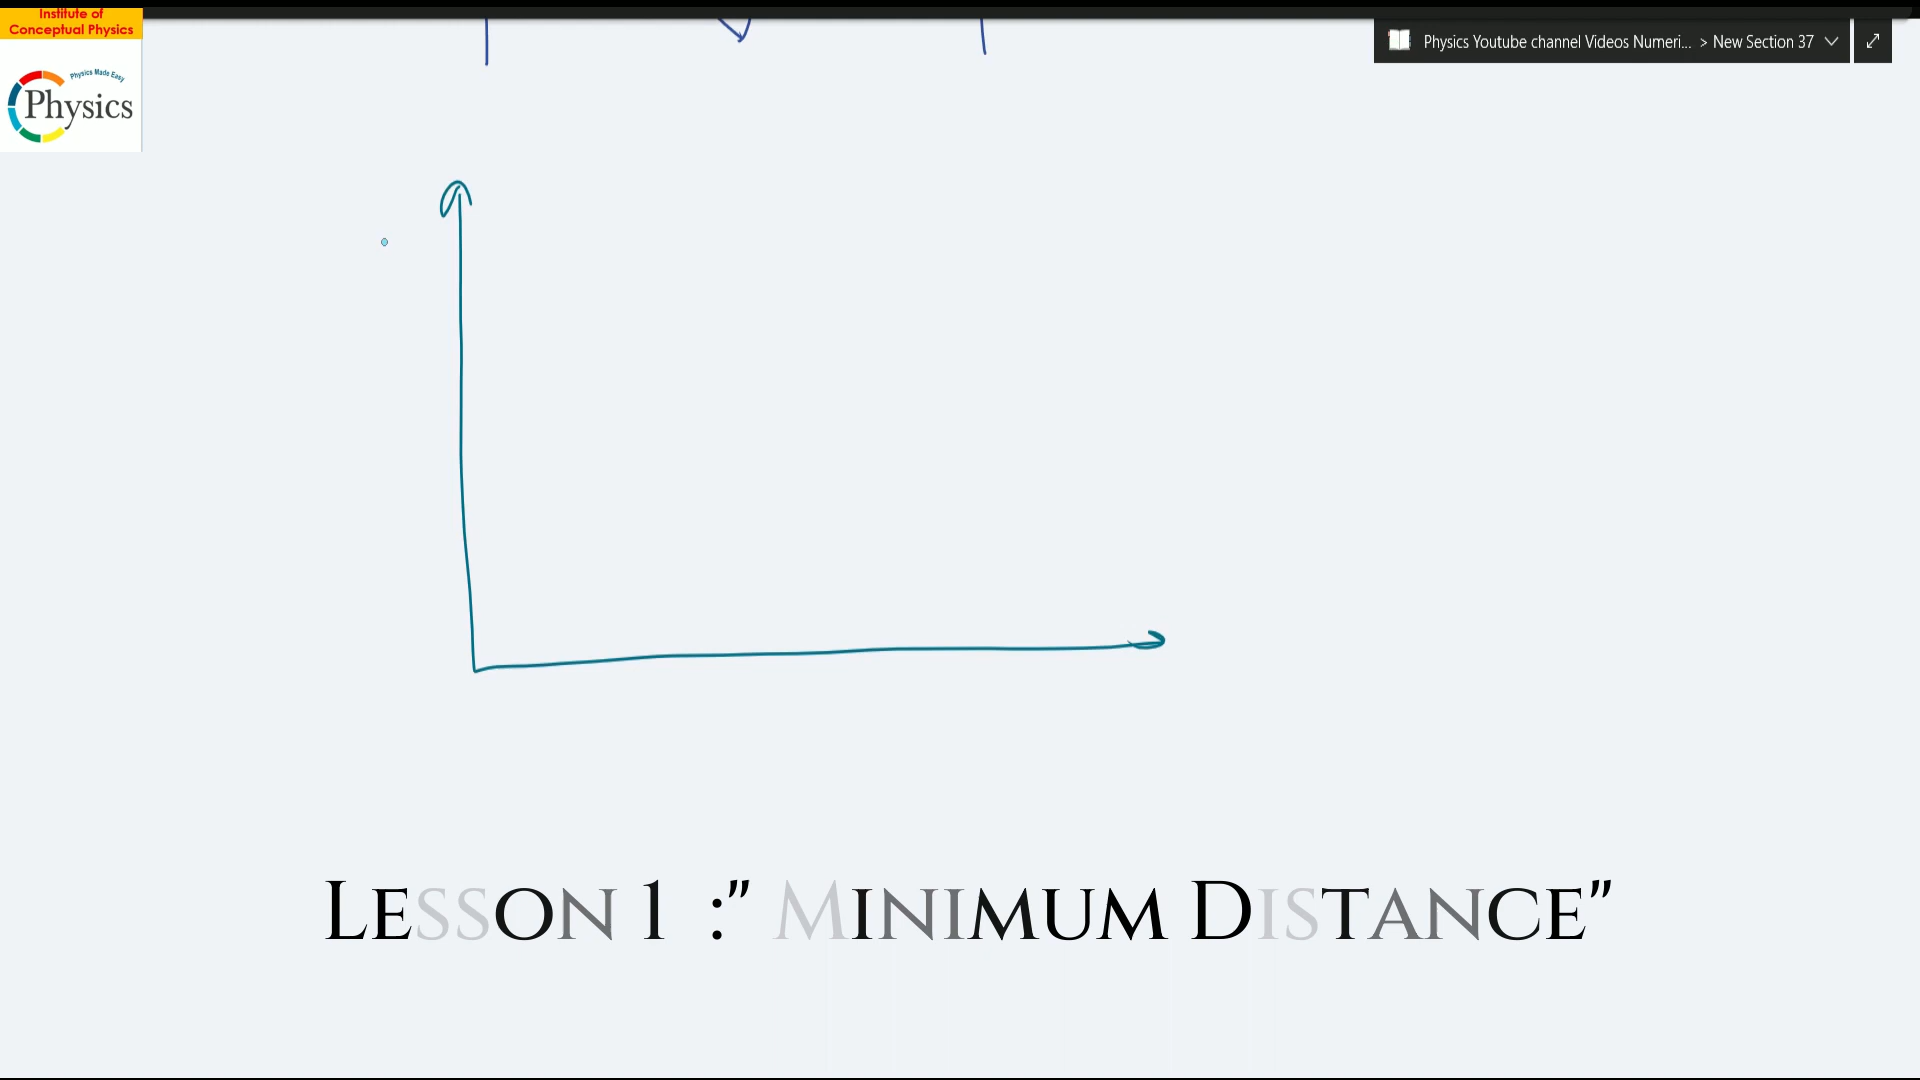 Institute of
Conceptual Physics
Physics Made Easy
Physics
Physics Youtube channel Videos Numeri... > New Section 37
Lesson 1 :" Minimum Distance"